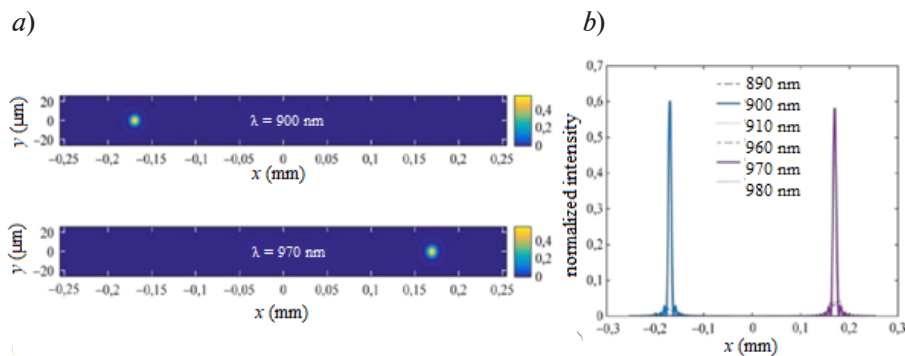 a)
y (µm)
20
0
−20
λ = 900 nm
0,4
0,2
0
−0,25 −0,2 −0,15 −0,1 −0,05 0 0,05 0,1 0,15 0,2 0,25
x (mm)
y (µm)
20
0
−20
λ = 970 nm
0,4
0,2
0
−0,25 −0,2 −0,15 −0,1 −0,05 0 0,05 0,1 0,15 0,2 0,25
x (mm)
b)
normalized intensity
0,7
0,6
0,5
0,4
0,3
0,2
0,1
0
890 nm
900 nm
910 nm
960 nm
970 nm
980 nm
−0,3 −0,2 −0,1 0 0,1 0,2 0,3
x (mm)